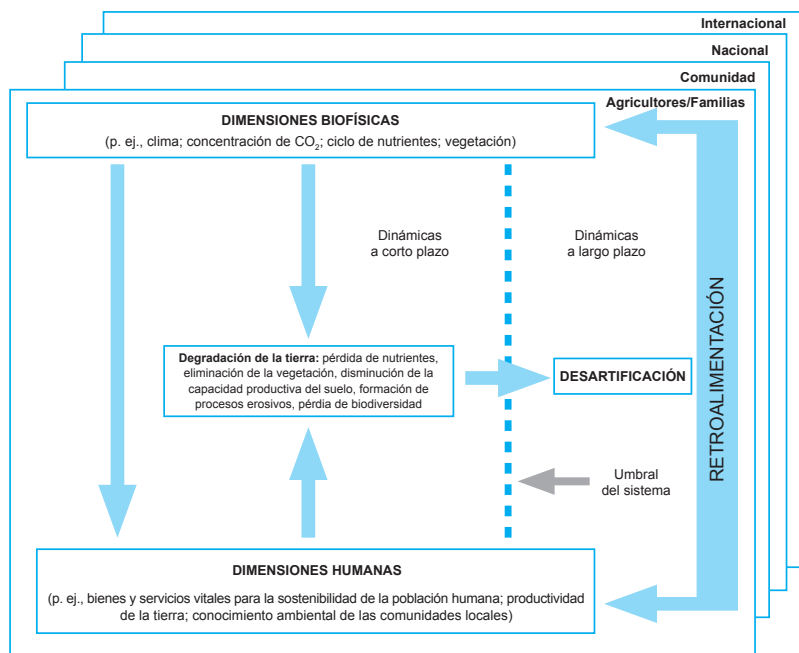 Internacional
Nacional
Comunidad
Agricultores/Familias
DIMENSIONES BIOFÍSICAS
(p. ej., clima; concentración de CO₂; ciclo de nutrientes; vegetación)
Dinámicas
a corto plazo
Dinámicas
a largo plazo
Degradación de la tierra: pérdida de nutrientes,
eliminación de la vegetación, disminución de la
capacidad productiva del suelo, formación de
procesos erosivos, pérdia de biodiversidad
DESARTIFICACIÓN
RETROALIMENTACIÓN
Umbral
del sistema
DIMENSIONES HUMANAS
(p. ej., bienes y servicios vitales para la sostenibilidad de la población humana; productividad
de la tierra; conocimiento ambiental de las comunidades locales)